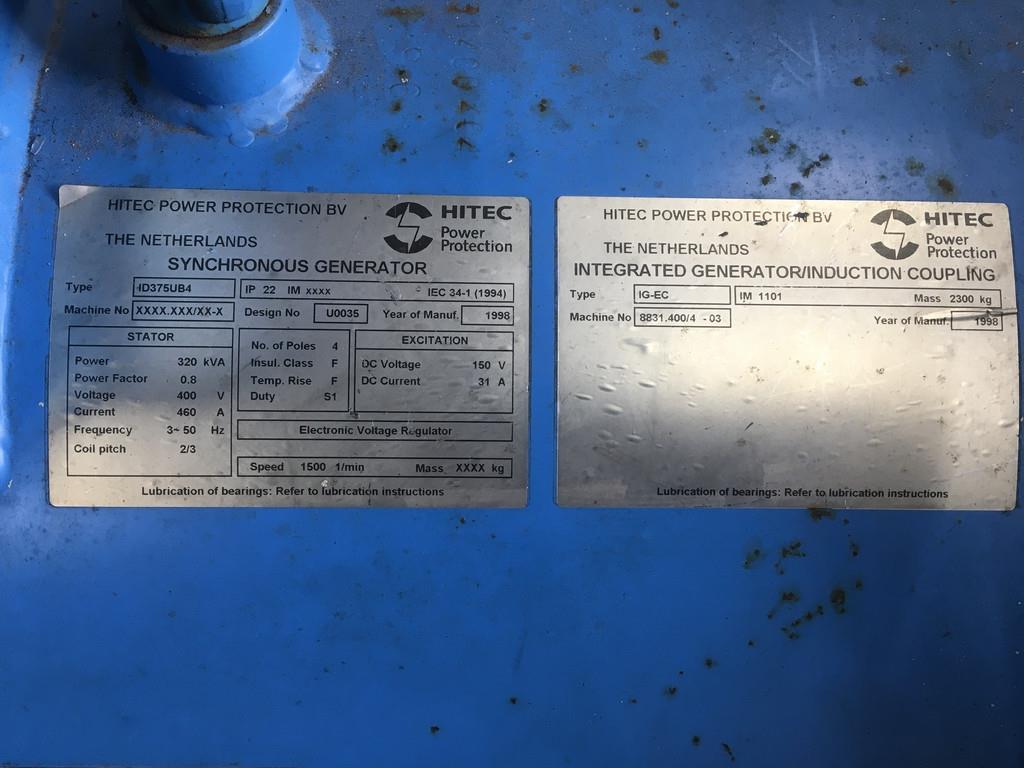 HITEC POWER PROTECTION BV
HITEC
Power
Protection
THE NETHERLANDS
SYNCHRONOUS GENERATOR
Type HD375UB4 IP 22 IM xxxx IEC 34-1 (1994)
Machine No XXXX.XXX/XX-X Design No U0035 Year of Manuf. 1998
STATOR
Power 320 kVA
Power Factor 0.8
Voltage 400 V
Current 460 A
Frequency 3~ 50 Hz
Coil pitch 2/3
No. of Poles 4
Insul. Class F
Temp. Rise F
Duty S1
EXCITATION
DC Voltage 150 V
DC Current 31 A
Electronic Voltage Regulator
Speed 1500 1/min Mass XXXX kg
Lubrication of bearings: Refer to lubrication instructions
HITEC POWER PROTECTION BV
HITEC
Power
Protection
THE NETHERLANDS
INTEGRATED GENERATOR/INDUCTION COUPLING
Type IG-EC IM 1101 Mass 2300 kg
Machine No 8831.400/4 - 03 Year of Manuf. 1998
Lubrication of bearings: Refer to lubrication instructions